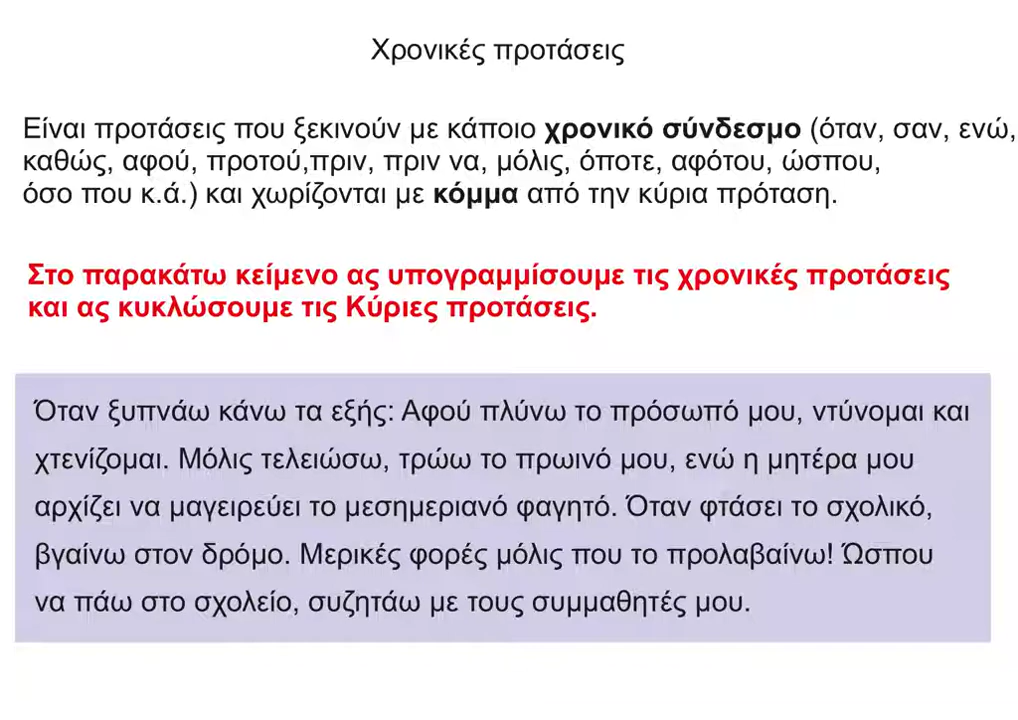 Χρονικές προτάσεις
Είναι προτάσεις που ξεκινούν με κάποιο χρονικό σύνδεσμο (όταν, σαν, ενώ,
καθώς, αφού, προτού,πριν, πριν να, μόλις, όποτε, αφότου, ώσπου,
όσο που κ.ά.) και χωρίζονται με κόμμα από την κύρια πρόταση.
Στο παρακάτω κείμενο ας υπογραμμίσουμε τις χρονικές προτάσεις
και ας κυκλώσουμε τις Κύριες προτάσεις.
Όταν ξυπνάω κάνω τα εξής: Αφού πλύνω το πρόσωπό μου, ντύνομαι και
χτενίζομαι. Μόλις τελειώσω, τρώω το πρωινό μου, ενώ η μητέρα μου
αρχίζει να μαγειρεύει το μεσημεριανό φαγητό. Όταν φτάσει το σχολικό,
βγαίνω στον δρόμο. Μερικές φορές μόλις που το προλαβαίνω! Ώσπου
να πάω στο σχολείο, συζητάω με τους συμμαθητές μου.